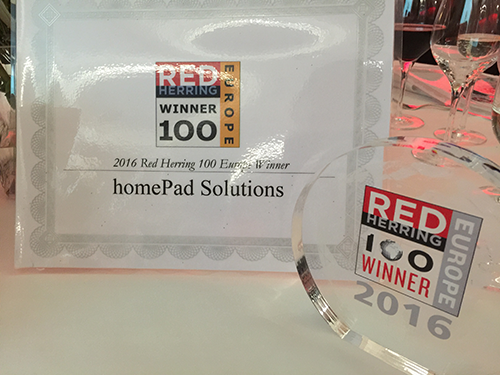 RED
HERRING
WINNER
100
EUROPE
2016 Red Herring 100 Europe Winner
homePad Solutions
RED
HERRING
100
WINNER
EUROPE
2016